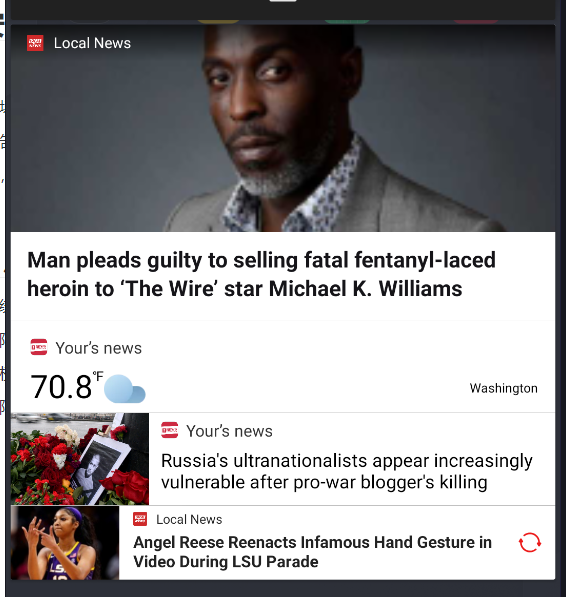 Local News
Man pleads guilty to selling fatal fentanyl-laced
heroin to ‘The Wire’ star Michael K. Williams
Your’s news
70.8°F
Washington
Your’s news
Russia's ultranationalists appear increasingly
vulnerable after pro-war blogger's killing
Local News
Angel Reese Reenacts Infamous Hand Gesture in
Video During LSU Parade